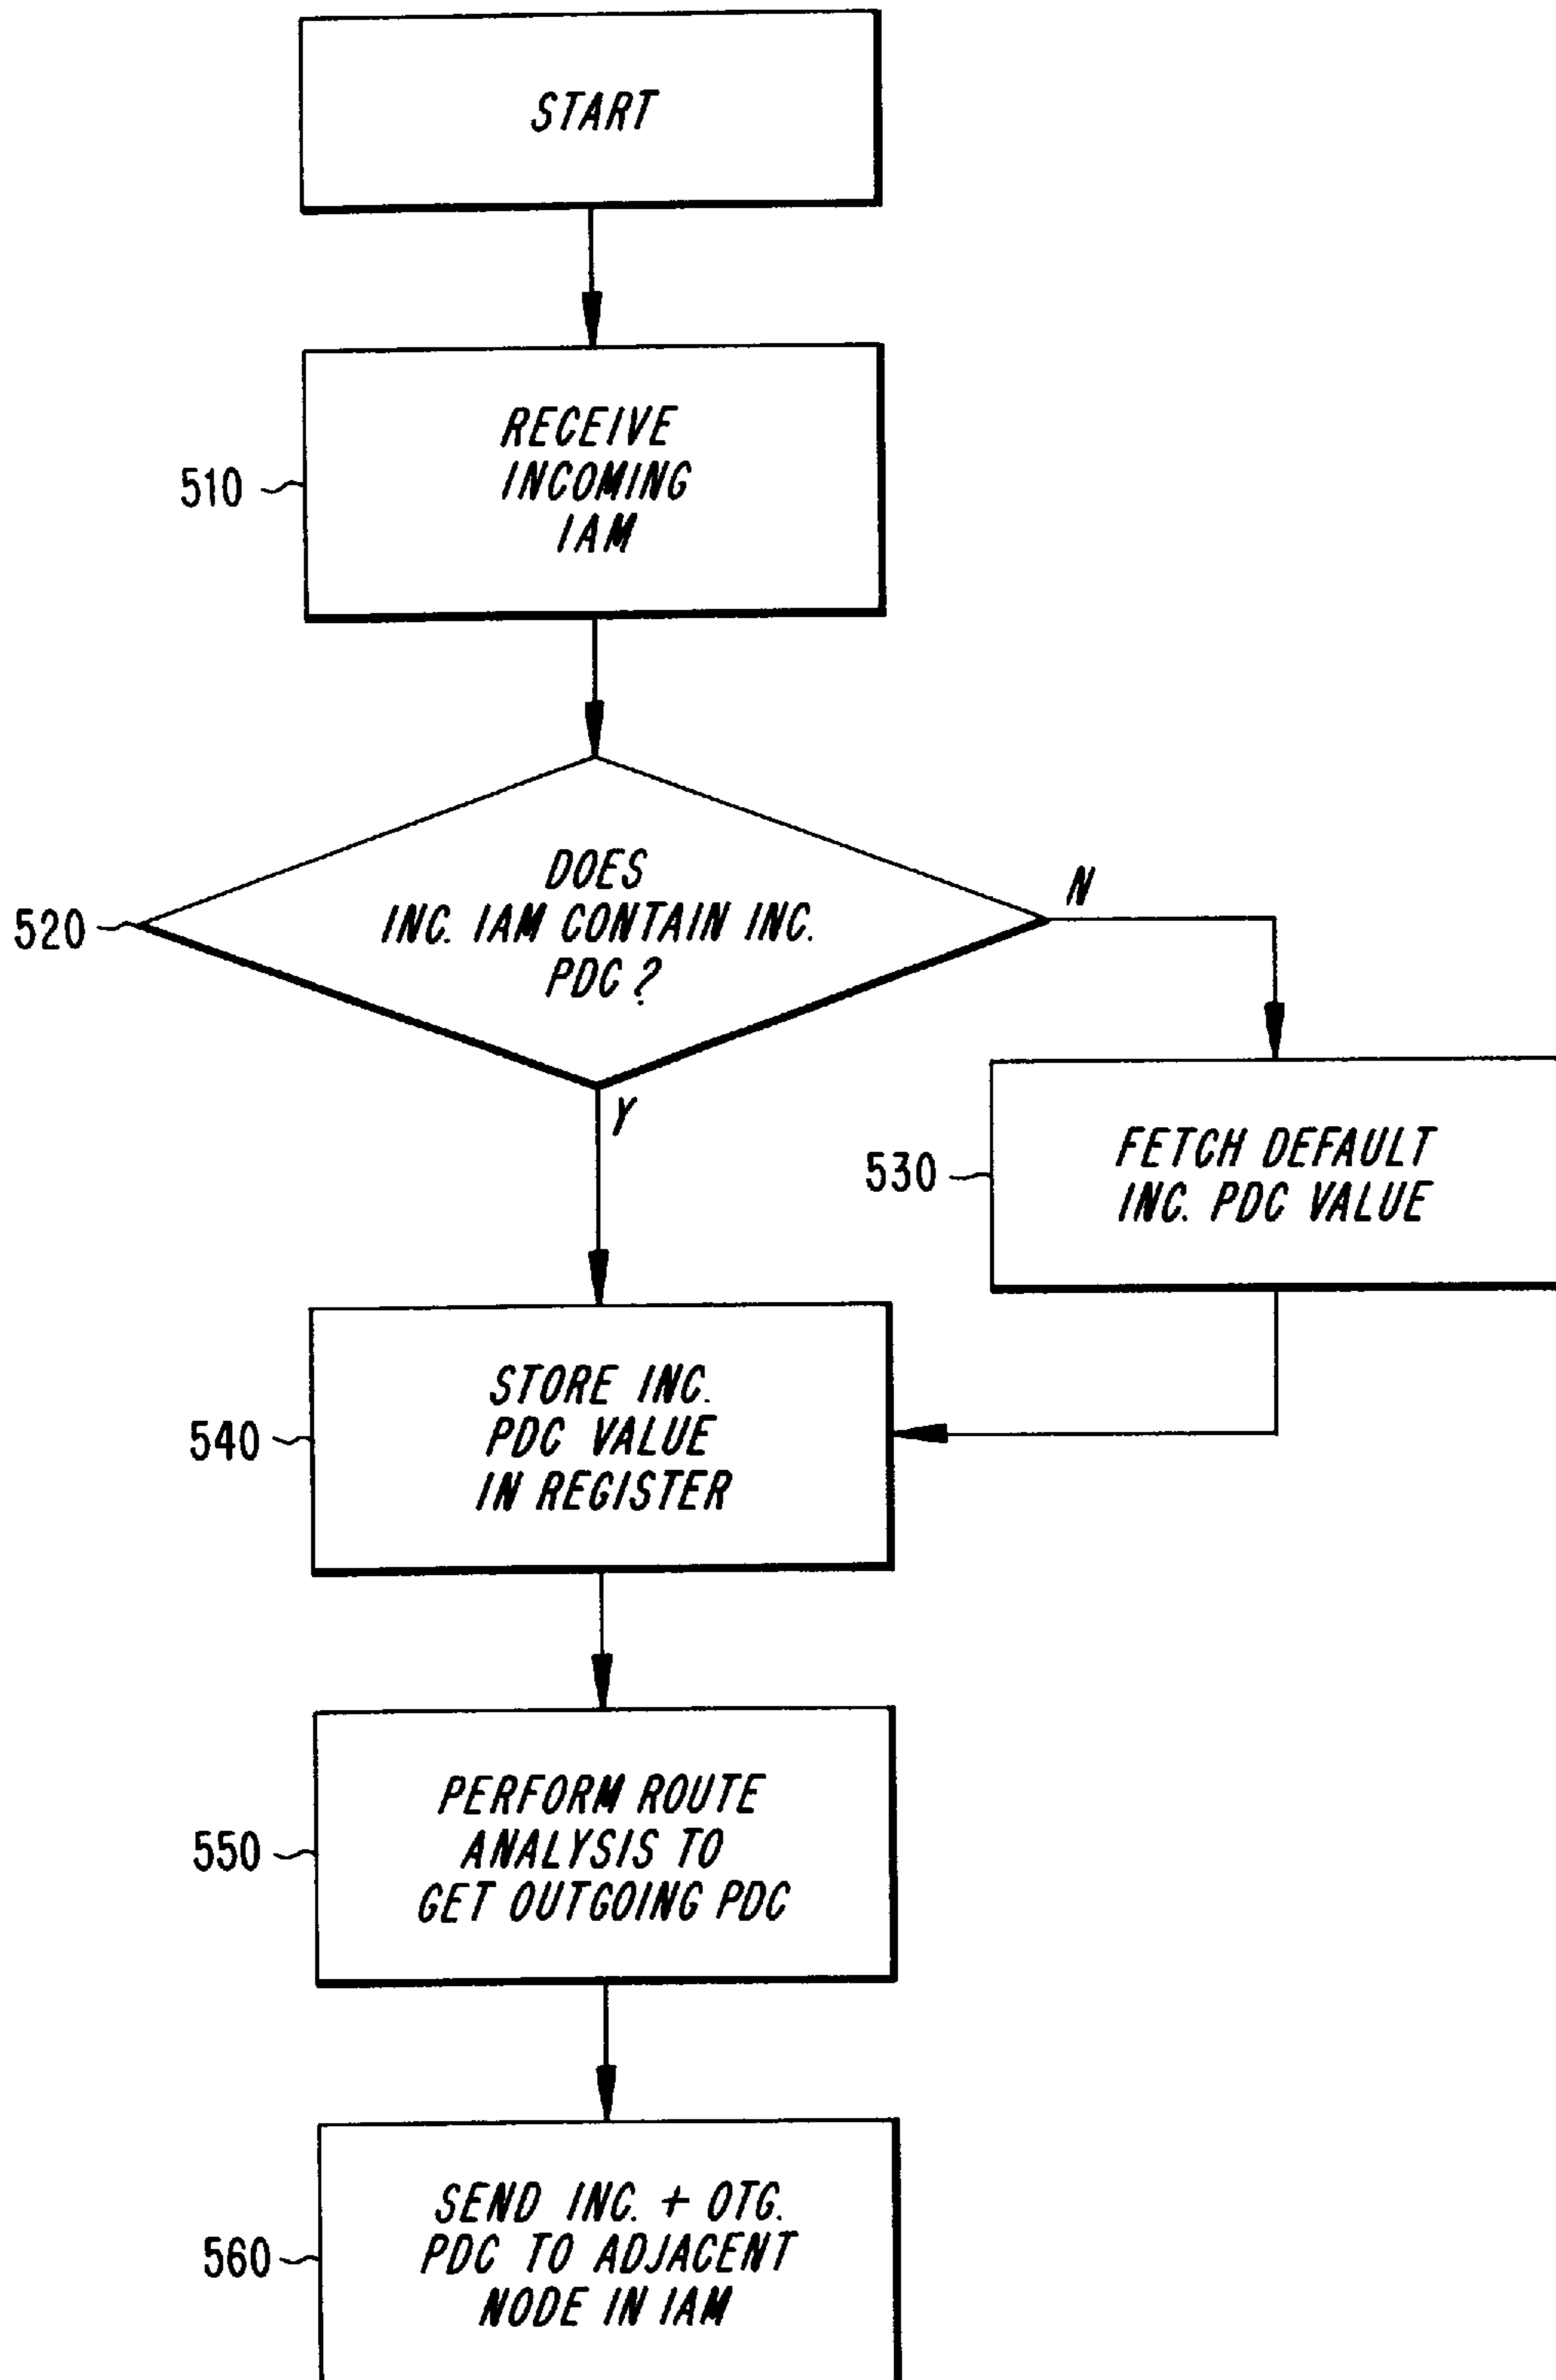 START
RECEIVE
INCOMING
IAM
510
DOES
INC. IAM CONTAIN INC.
PDC ?
520
N
Y
FETCH DEFAULT
INC. PDC VALUE
530
STORE INC.
PDC VALUE
IN REGISTER
540
PERFORM ROUTE
ANALYSIS TO
GET OUTGOING PDC
550
SEND INC. + OTG.
PDC TO ADJACENT
NODE IN IAM
560